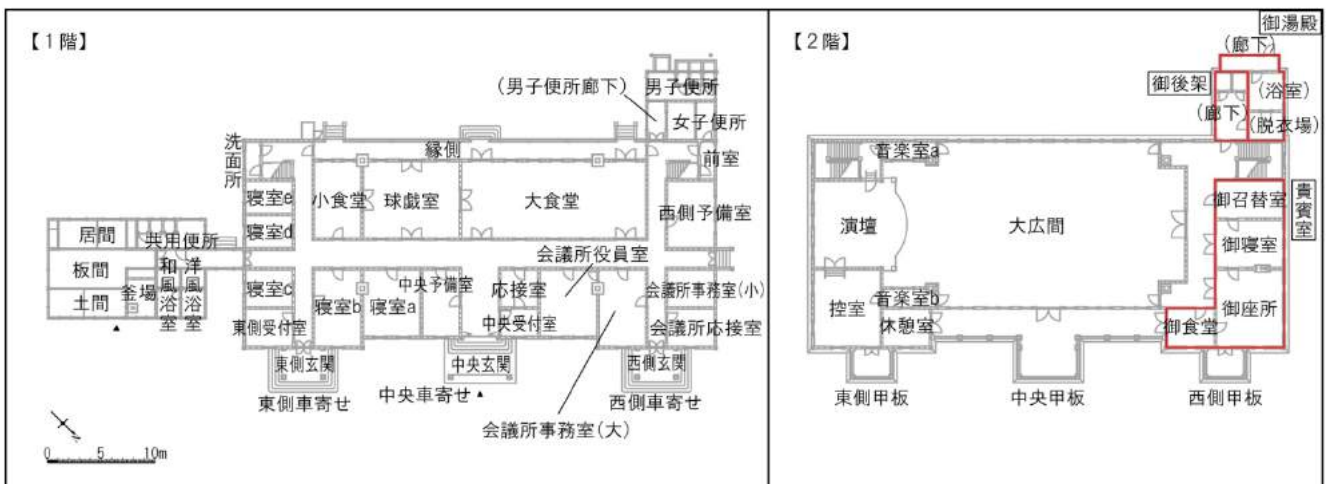 【1階】
(男子便所廊下)
男子便所
女子便所
前室
洗面所
縁側
寝室e
小食堂
球戯室
大食堂
西側予備室
寝室d
居間
共用便所
板間
和風浴室
洋風浴室
釜場
土間
会議所役員室
寝室c
寝室b
寝室a
中央予備室
応接室
会議所事務室(小)
東側受付室
中央受付室
会議所応接室
東側玄関
中央玄関
西側玄関
東側車寄せ
中央車寄せ
西側車寄せ
会議所事務室(大)
0 5 10m
【2階】
御湯殿
(廊下)
御後架
(浴室)
(廊下)
(脱衣場)
音楽室a
御召替室
貴賓室
演壇
大広間
御寝室
音楽室b
控室
休憩室
御食堂
御座所
東側甲板
中央甲板
西側甲板